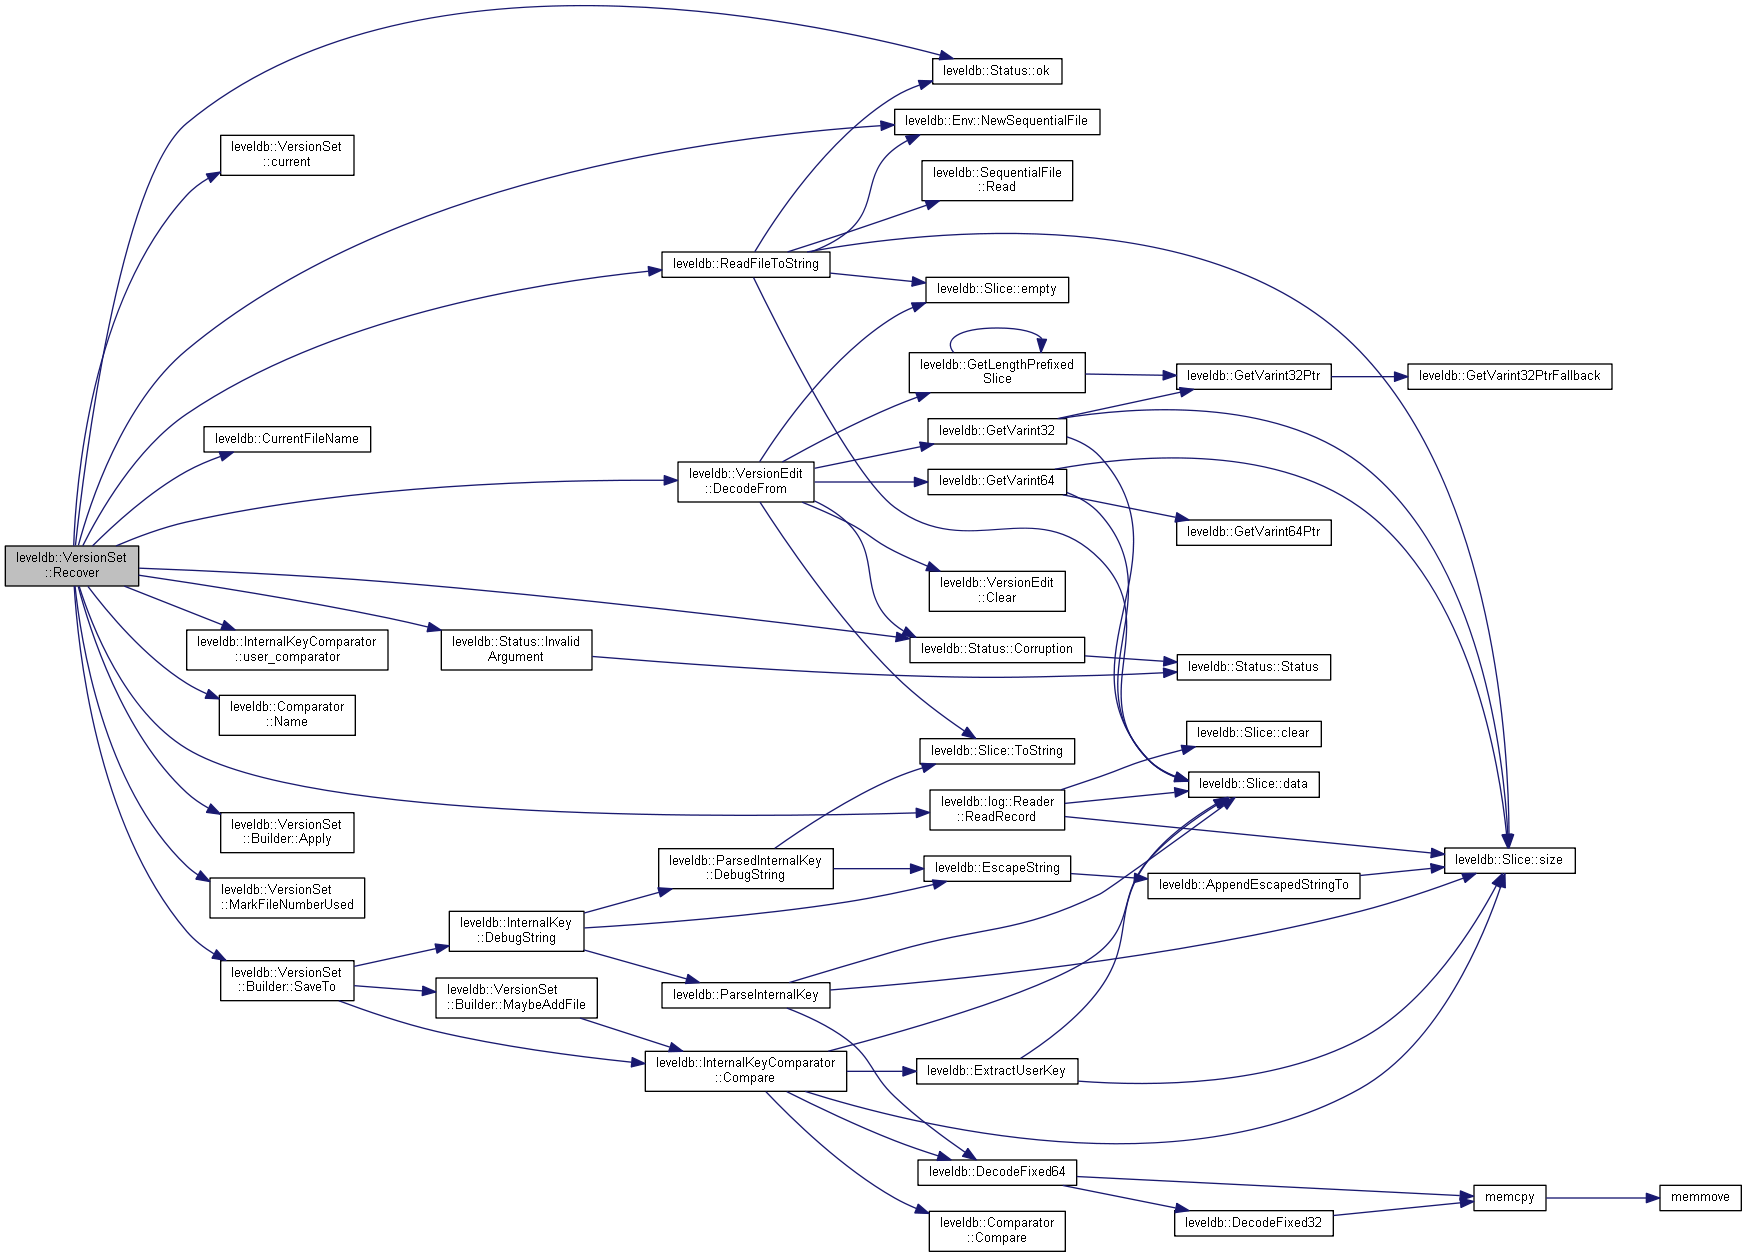 leveldb::Status::ok
leveldb::Env::NewSequentialFile
leveldb::VersionSet
::current
leveldb::SequentialFile
::Read
leveldb::ReadFileToString
leveldb::Slice::empty
leveldb::GetLengthPrefixed
Slice
leveldb::GetVarint32Ptr
leveldb::GetVarint32PtrFallback
leveldb::CurrentFileName
leveldb::GetVarint32
leveldb::VersionEdit
::DecodeFrom
leveldb::GetVarint64
leveldb::GetVarint64Ptr
leveldb::VersionSet
::Recover
leveldb::VersionEdit
::Clear
leveldb::InternalKeyComparator
::user_comparator
leveldb::Status::Invalid
Argument
leveldb::Status::Corruption
leveldb::Status::Status
leveldb::Comparator
::Name
leveldb::Slice::clear
leveldb::Slice::ToString
leveldb::Slice::data
leveldb::log::Reader
::ReadRecord
leveldb::VersionSet
::Builder::Apply
leveldb::ParsedInternalKey
::DebugString
leveldb::EscapeString
leveldb::Slice::size
leveldb::AppendEscapedStringTo
leveldb::VersionSet
::MarkFileNumberUsed
leveldb::InternalKey
::DebugString
leveldb::VersionSet
::Builder::SaveTo
leveldb::VersionSet
::Builder::MaybeAddFile
leveldb::ParseInternalKey
leveldb::InternalKeyComparator
::Compare
leveldb::ExtractUserKey
leveldb::DecodeFixed64
memcpy
memmove
leveldb::DecodeFixed32
leveldb::Comparator
::Compare